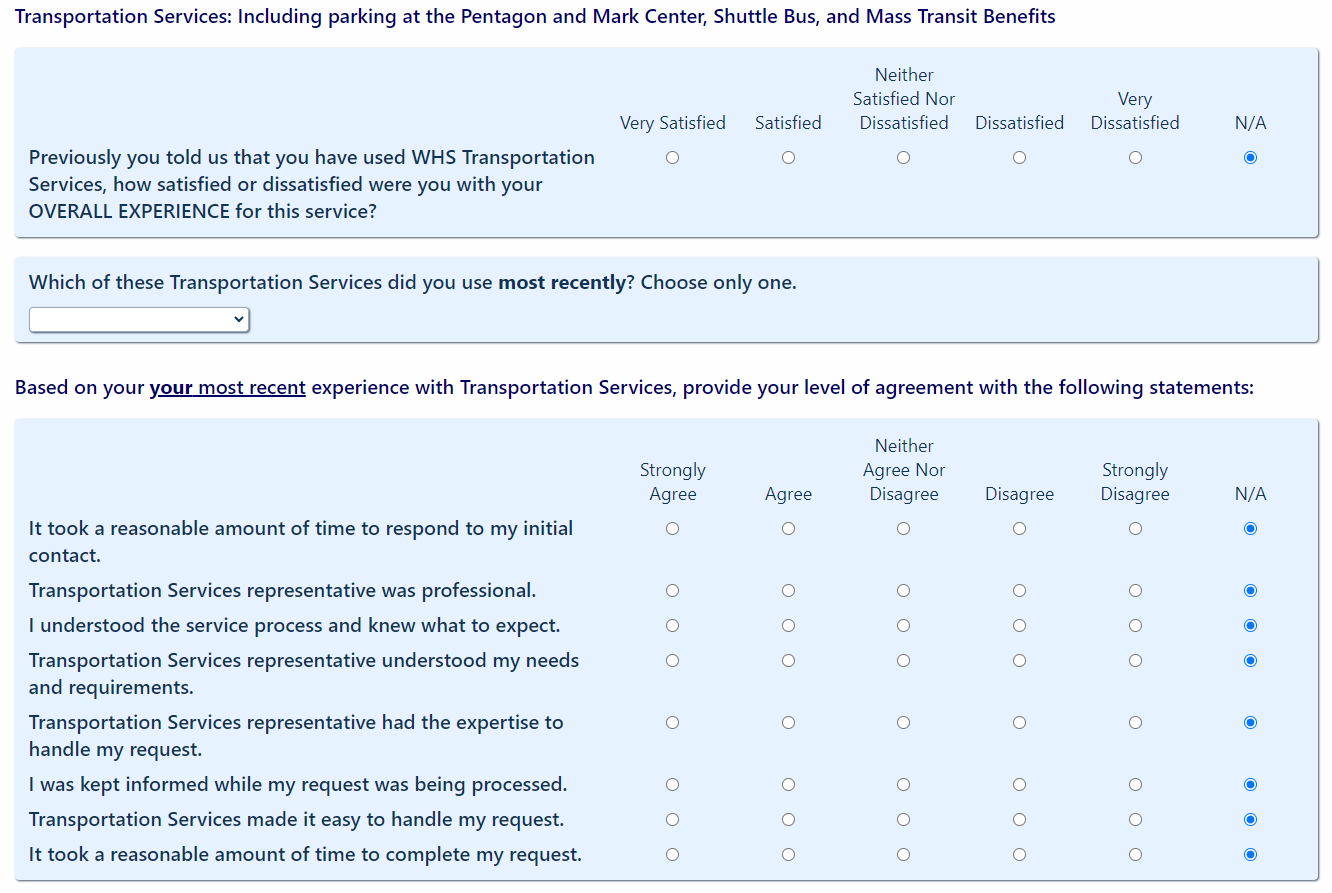 Transportation Services: Including parking at the Pentagon and Mark Center, Shuttle Bus, and Mass Transit Benefits
Very Satisfied
Satisfied
Neither
Satisfied Nor
Dissatisfied
Dissatisfied
Very
Dissatisfied
N/A
Previously you told us that you have used WHS Transportation
Services, how satisfied or dissatisfied were you with your
OVERALL EXPERIENCE for this service?
Which of these Transportation Services did you use most recently? Choose only one.
Based on your your most recent experience with Transportation Services, provide your level of agreement with the following statements:
Strongly
Agree
Agree
Neither
Agree Nor
Disagree
Disagree
Strongly
Disagree
N/A
It took a reasonable amount of time to respond to my initial
contact.
Transportation Services representative was professional.
I understood the service process and knew what to expect.
Transportation Services representative understood my needs
and requirements.
Transportation Services representative had the expertise to
handle my request.
I was kept informed while my request was being processed.
Transportation Services made it easy to handle my request.
It took a reasonable amount of time to complete my request.